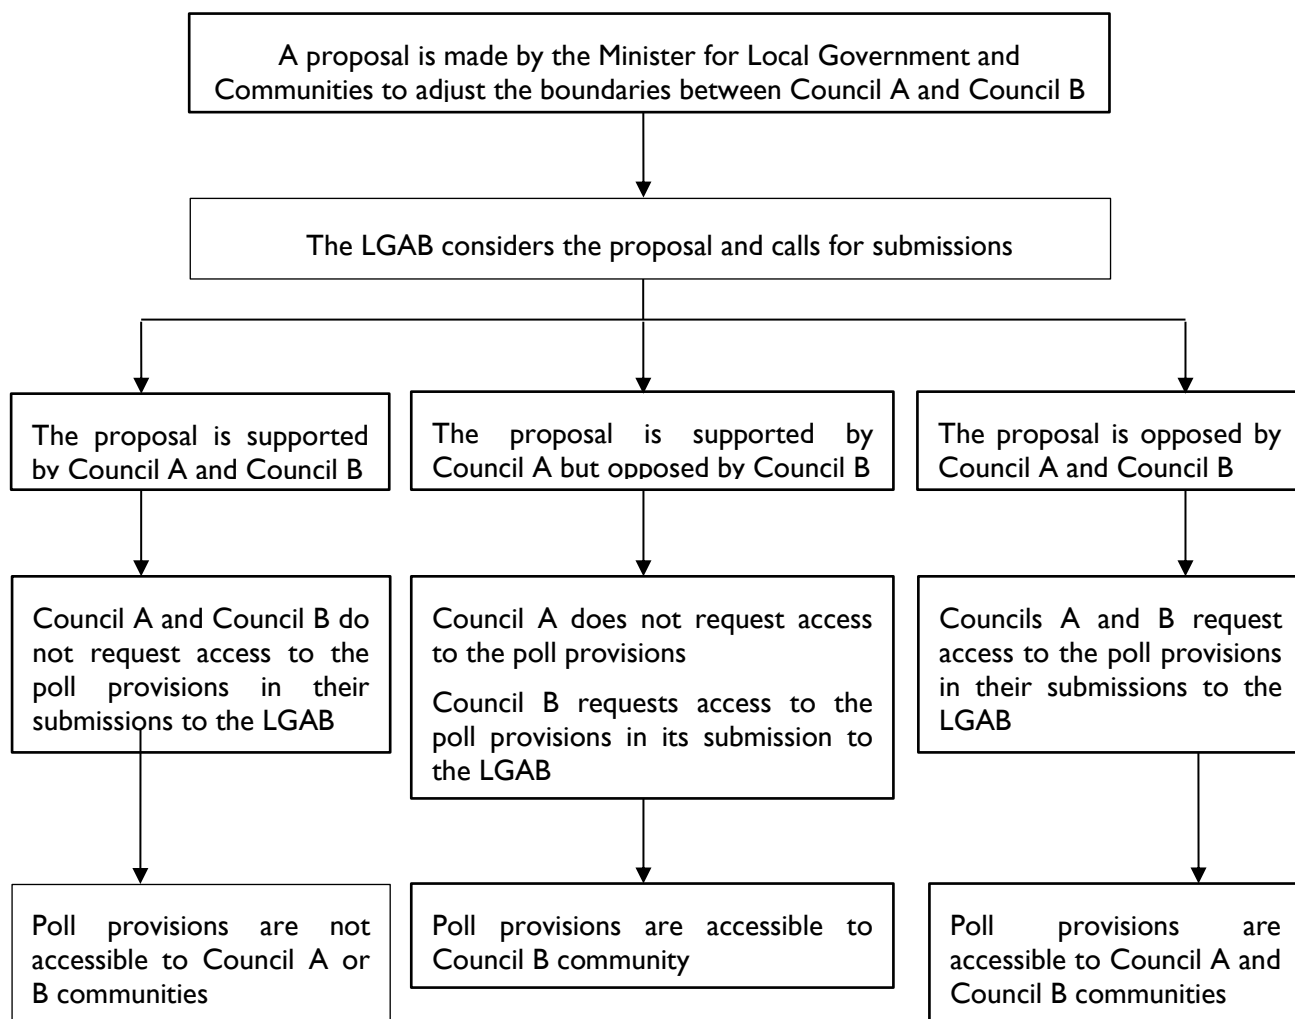 A proposal is made by the Minister for Local Government and
Communities to adjust the boundaries between Council A and Council B
The LGAB considers the proposal and calls for submissions
The proposal is supported
by Council A and Council B
The proposal is supported by
Council A but opposed by Council B
The proposal is opposed by
Council A and Council B
Council A and Council B do
not request access to the
poll provisions in their
submissions to the LGAB
Council A does not request access
to the poll provisions
Council B requests access to the
poll provisions in its submission to
the LGAB
Councils A and B request
access to the poll provisions
in their submissions to the
LGAB
Poll provisions are not
accessible to Council A or
B communities
Poll provisions are accessible to
Council B community
Poll provisions are
accessible to Council A and
Council B communities